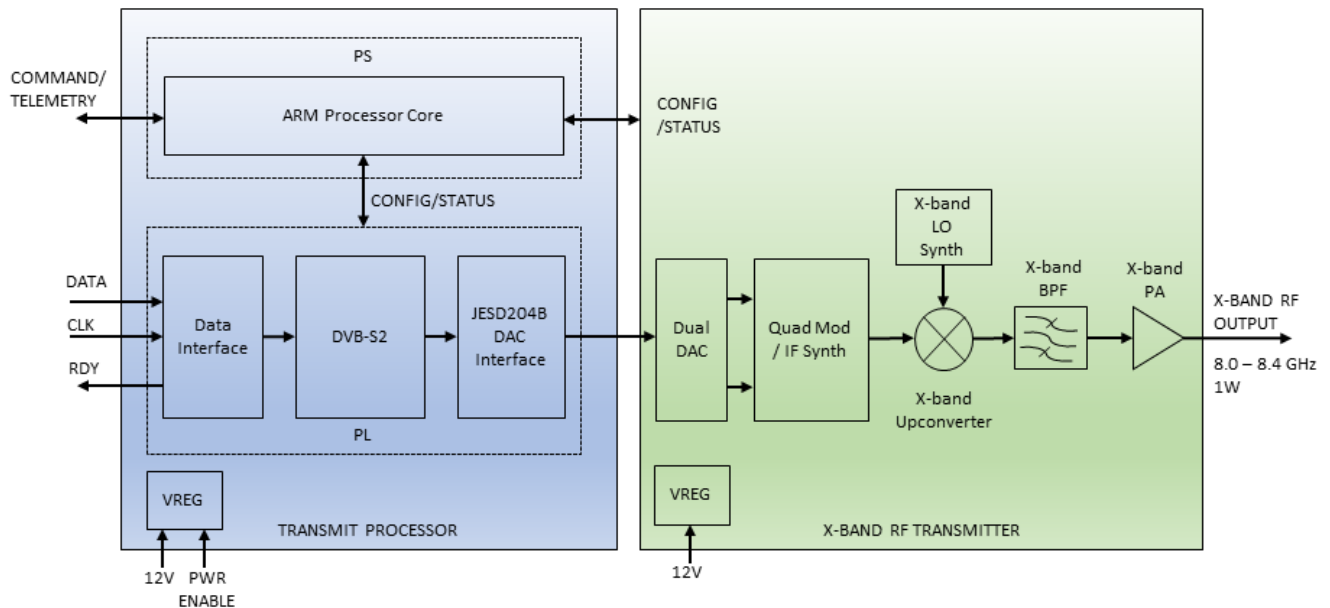 PS
COMMAND/
TELEMETRY
ARM Processor Core
CONFIG
/STATUS
CONFIG/STATUS
DATA
CLK
RDY
Data
Interface
DVB-S2
JESD204B
DAC
Interface
PL
VREG
TRANSMIT PROCESSOR
12V
PWR
ENABLE
X-band
LO
Synth
Dual
DAC
Quad Mod
/ IF Synth
X-band
Upconverter
X-band
BPF
X-band
PA
X-BAND RF
OUTPUT
8.0 – 8.4 GHz
1W
VREG
X-BAND RF TRANSMITTER
12V